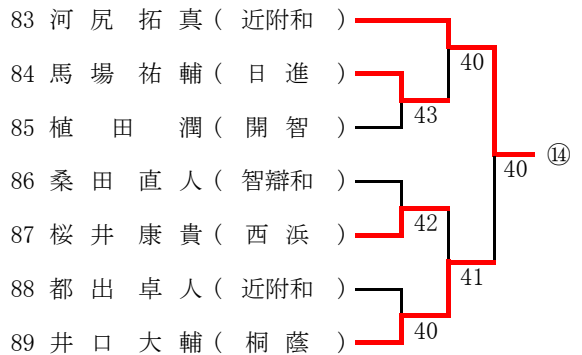 83 河 尻 拓 真 ( 近附和 )
40
84 馬 場 祐 輔 ( 日 進 )
43
85 植 田 潤 ( 開 智 )
40 ⑭
86 桑 田 直 人 ( 智辯和 )
42
87 桜 井 康 貴 ( 西 浜 )
41
88 都 出 卓 人 ( 近附和 )
40
89 井 口 大 輔 ( 桐 蔭 )